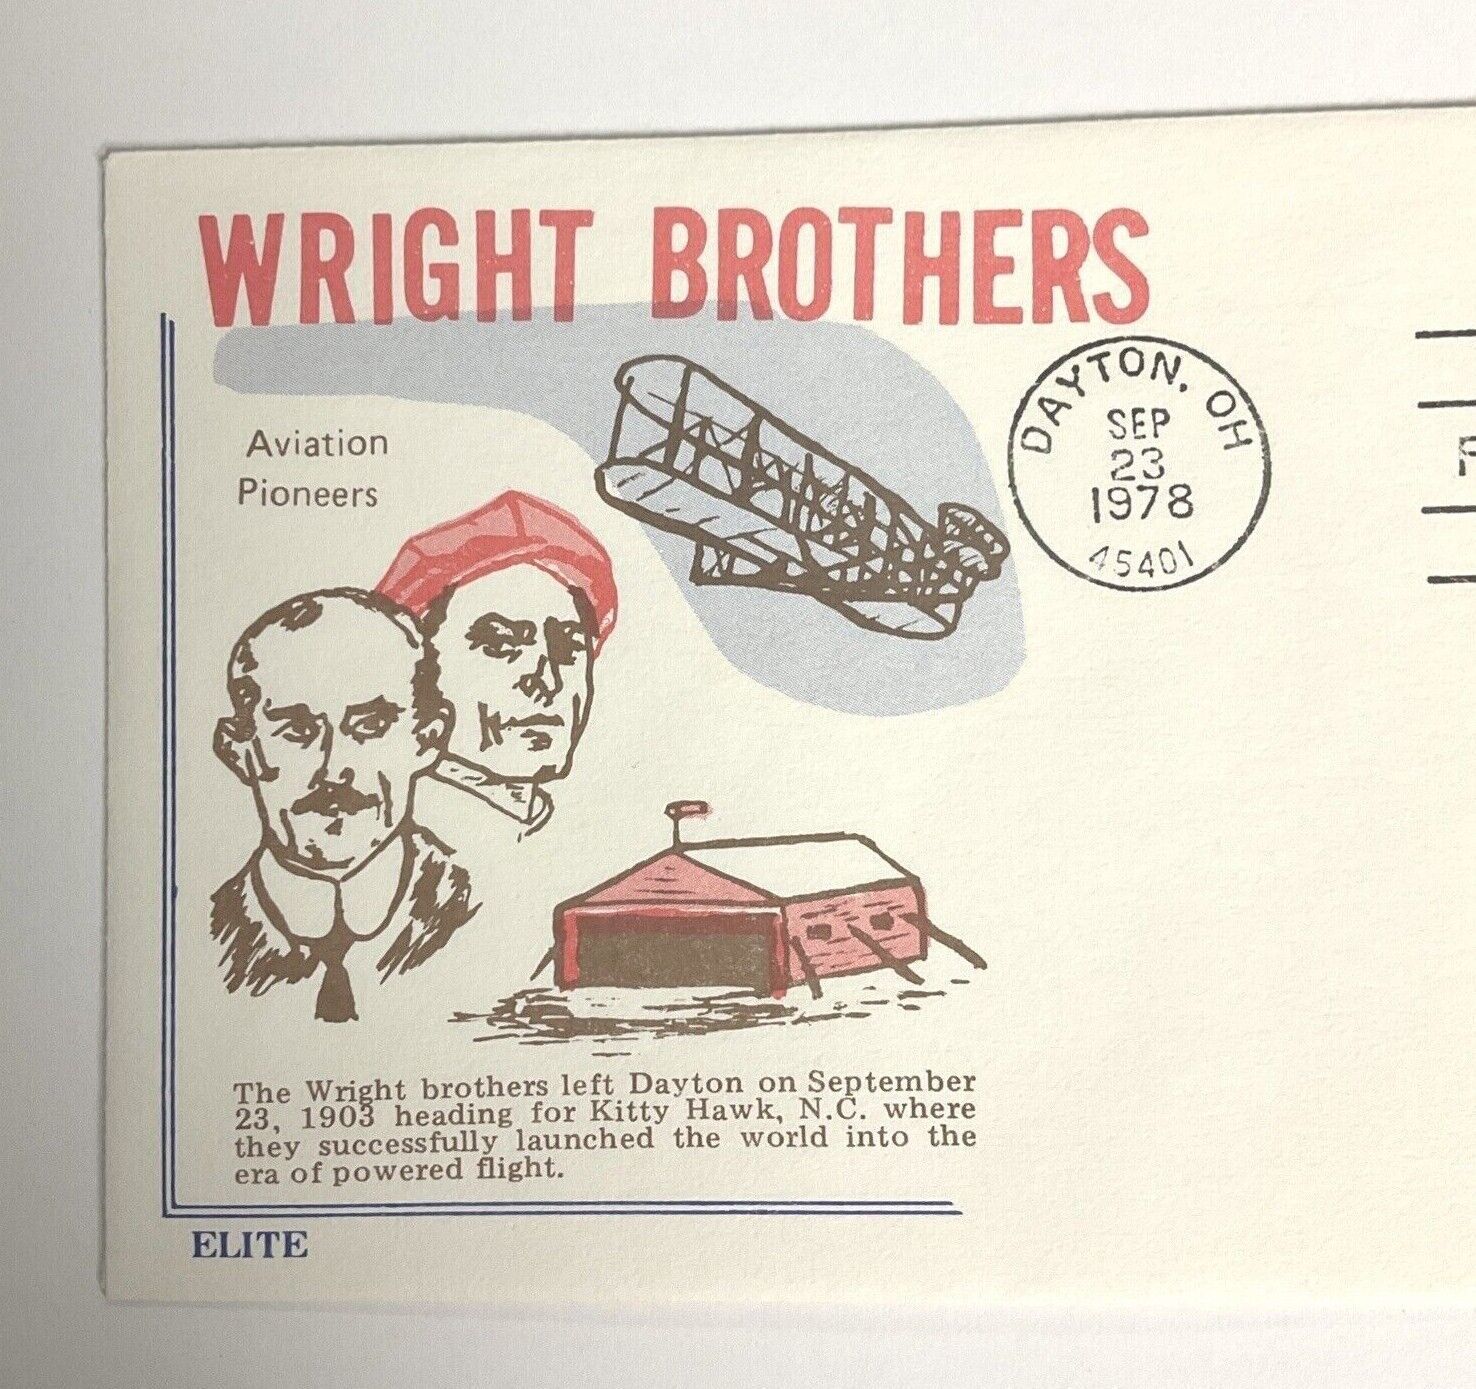 WRIGHT BROTHERS
Aviation
Pioneers
DAYTON, OH
SEP
23
1978
45401
The Wright brothers left Dayton on September
23, 1903 heading for Kitty Hawk, N.C. where
they successfully launched the world into the
era of powered flight.
ELITE